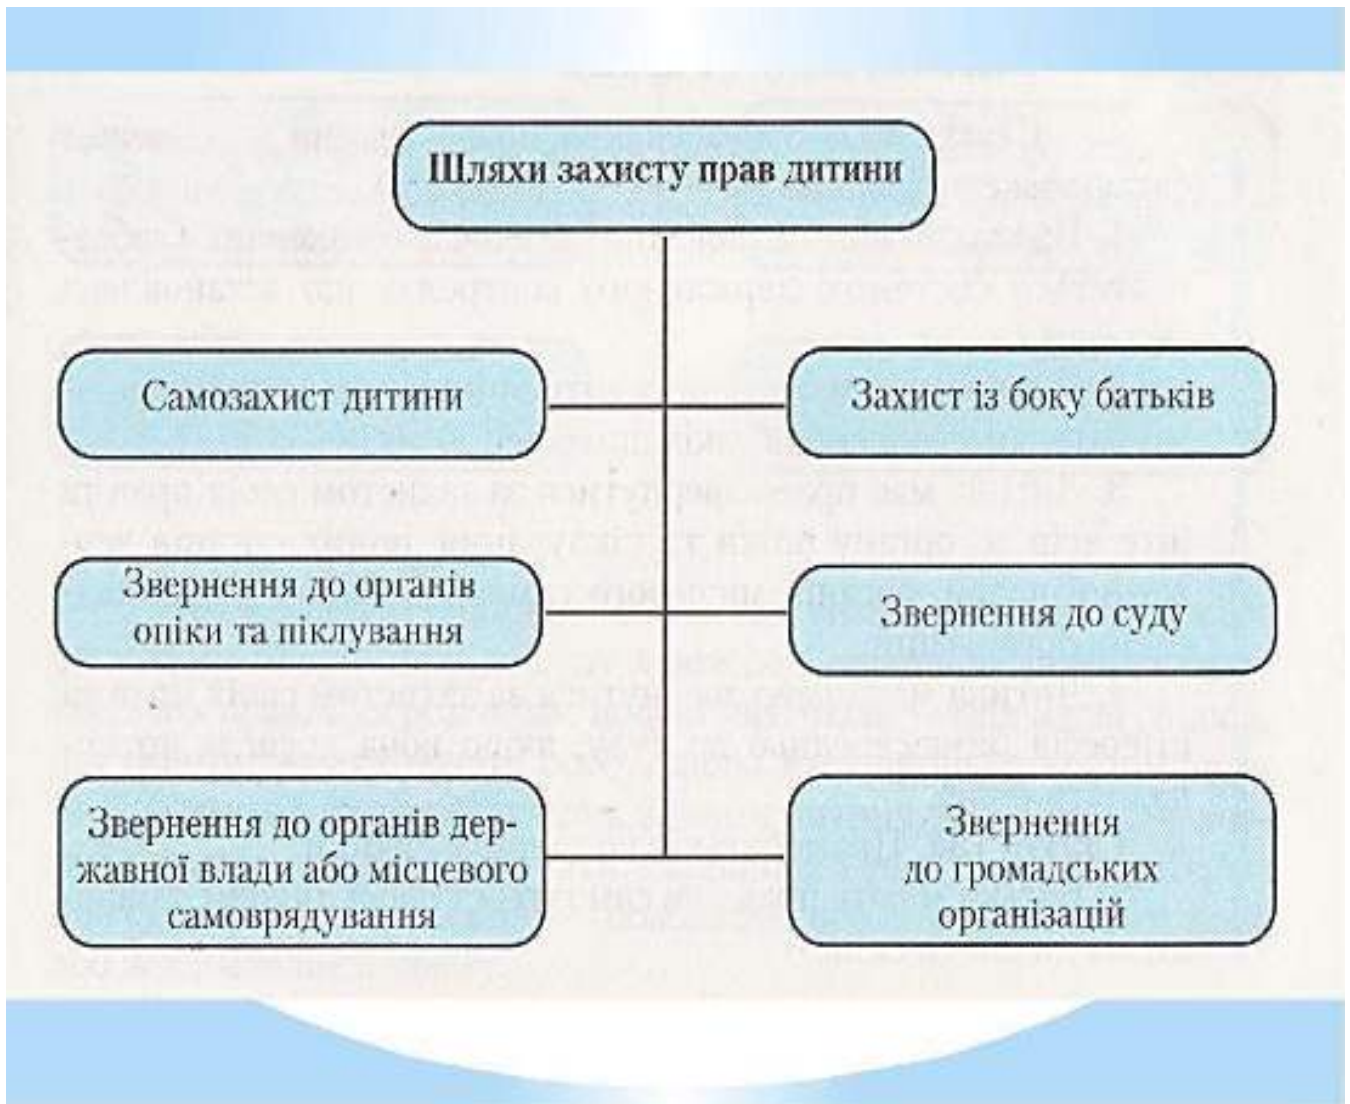 Шляхи захисту прав дитини
Самозахист дитини
Захист із боку батьків
Звернення до органів
опіки та піклування
Звернення до суду
Звернення до органів дер-
жавної влади або місцевого
самоврядування
Звернення
до громадських
організацій